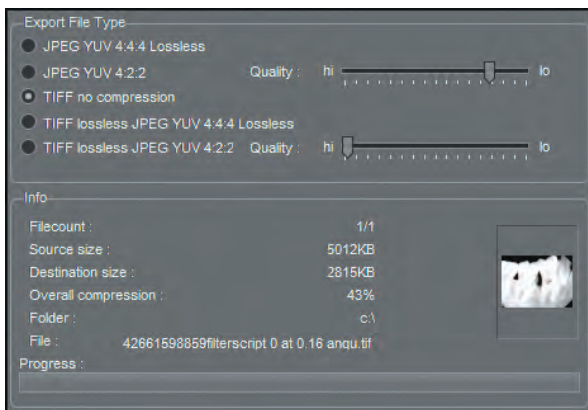 Export File Type
JPEG YUV 4:4:4 Lossless
JPEG YUV 4:2:2 Quality : hi lo
TIFF no compression
TIFF lossless JPEG YUV 4:4:4 Lossless
TIFF lossless JPEG YUV 4:2:2 Quality : hi lo
Info
Filecount : 1/1
Source size : 5012KB
Destination size : 2815KB
Overall compression : 43%
Folder : c:\
File : 42661598859filterscript 0 at 0.16 angu.tif
Progress :